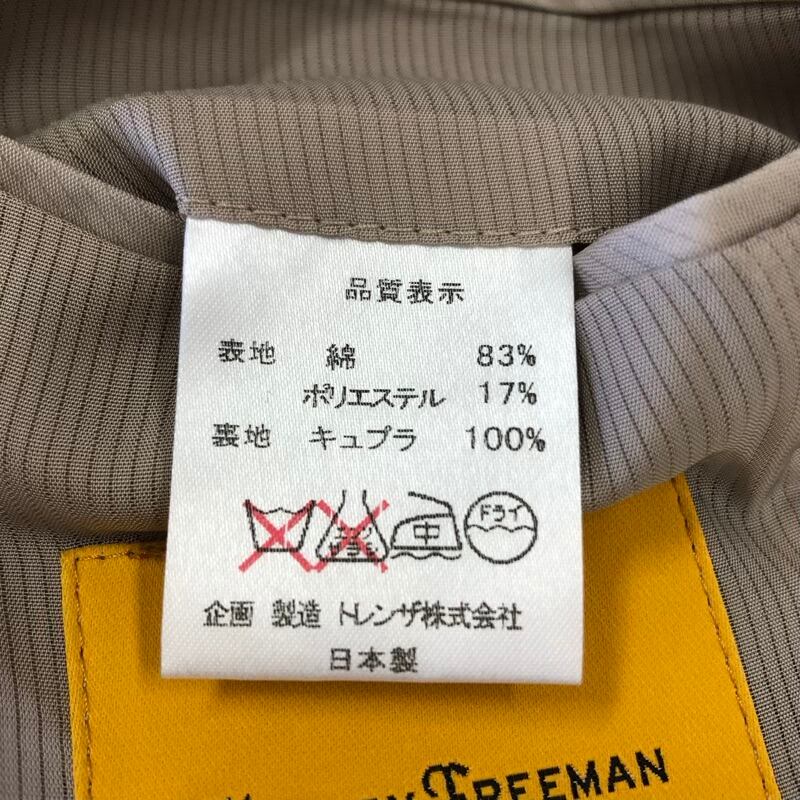 品質表示
表地 綿 83%
ポリエステル 17%
裏地 キュプラ 100%
中 ドライ
企画 製造 トレンザ株式会社
日本製
FREEMAN